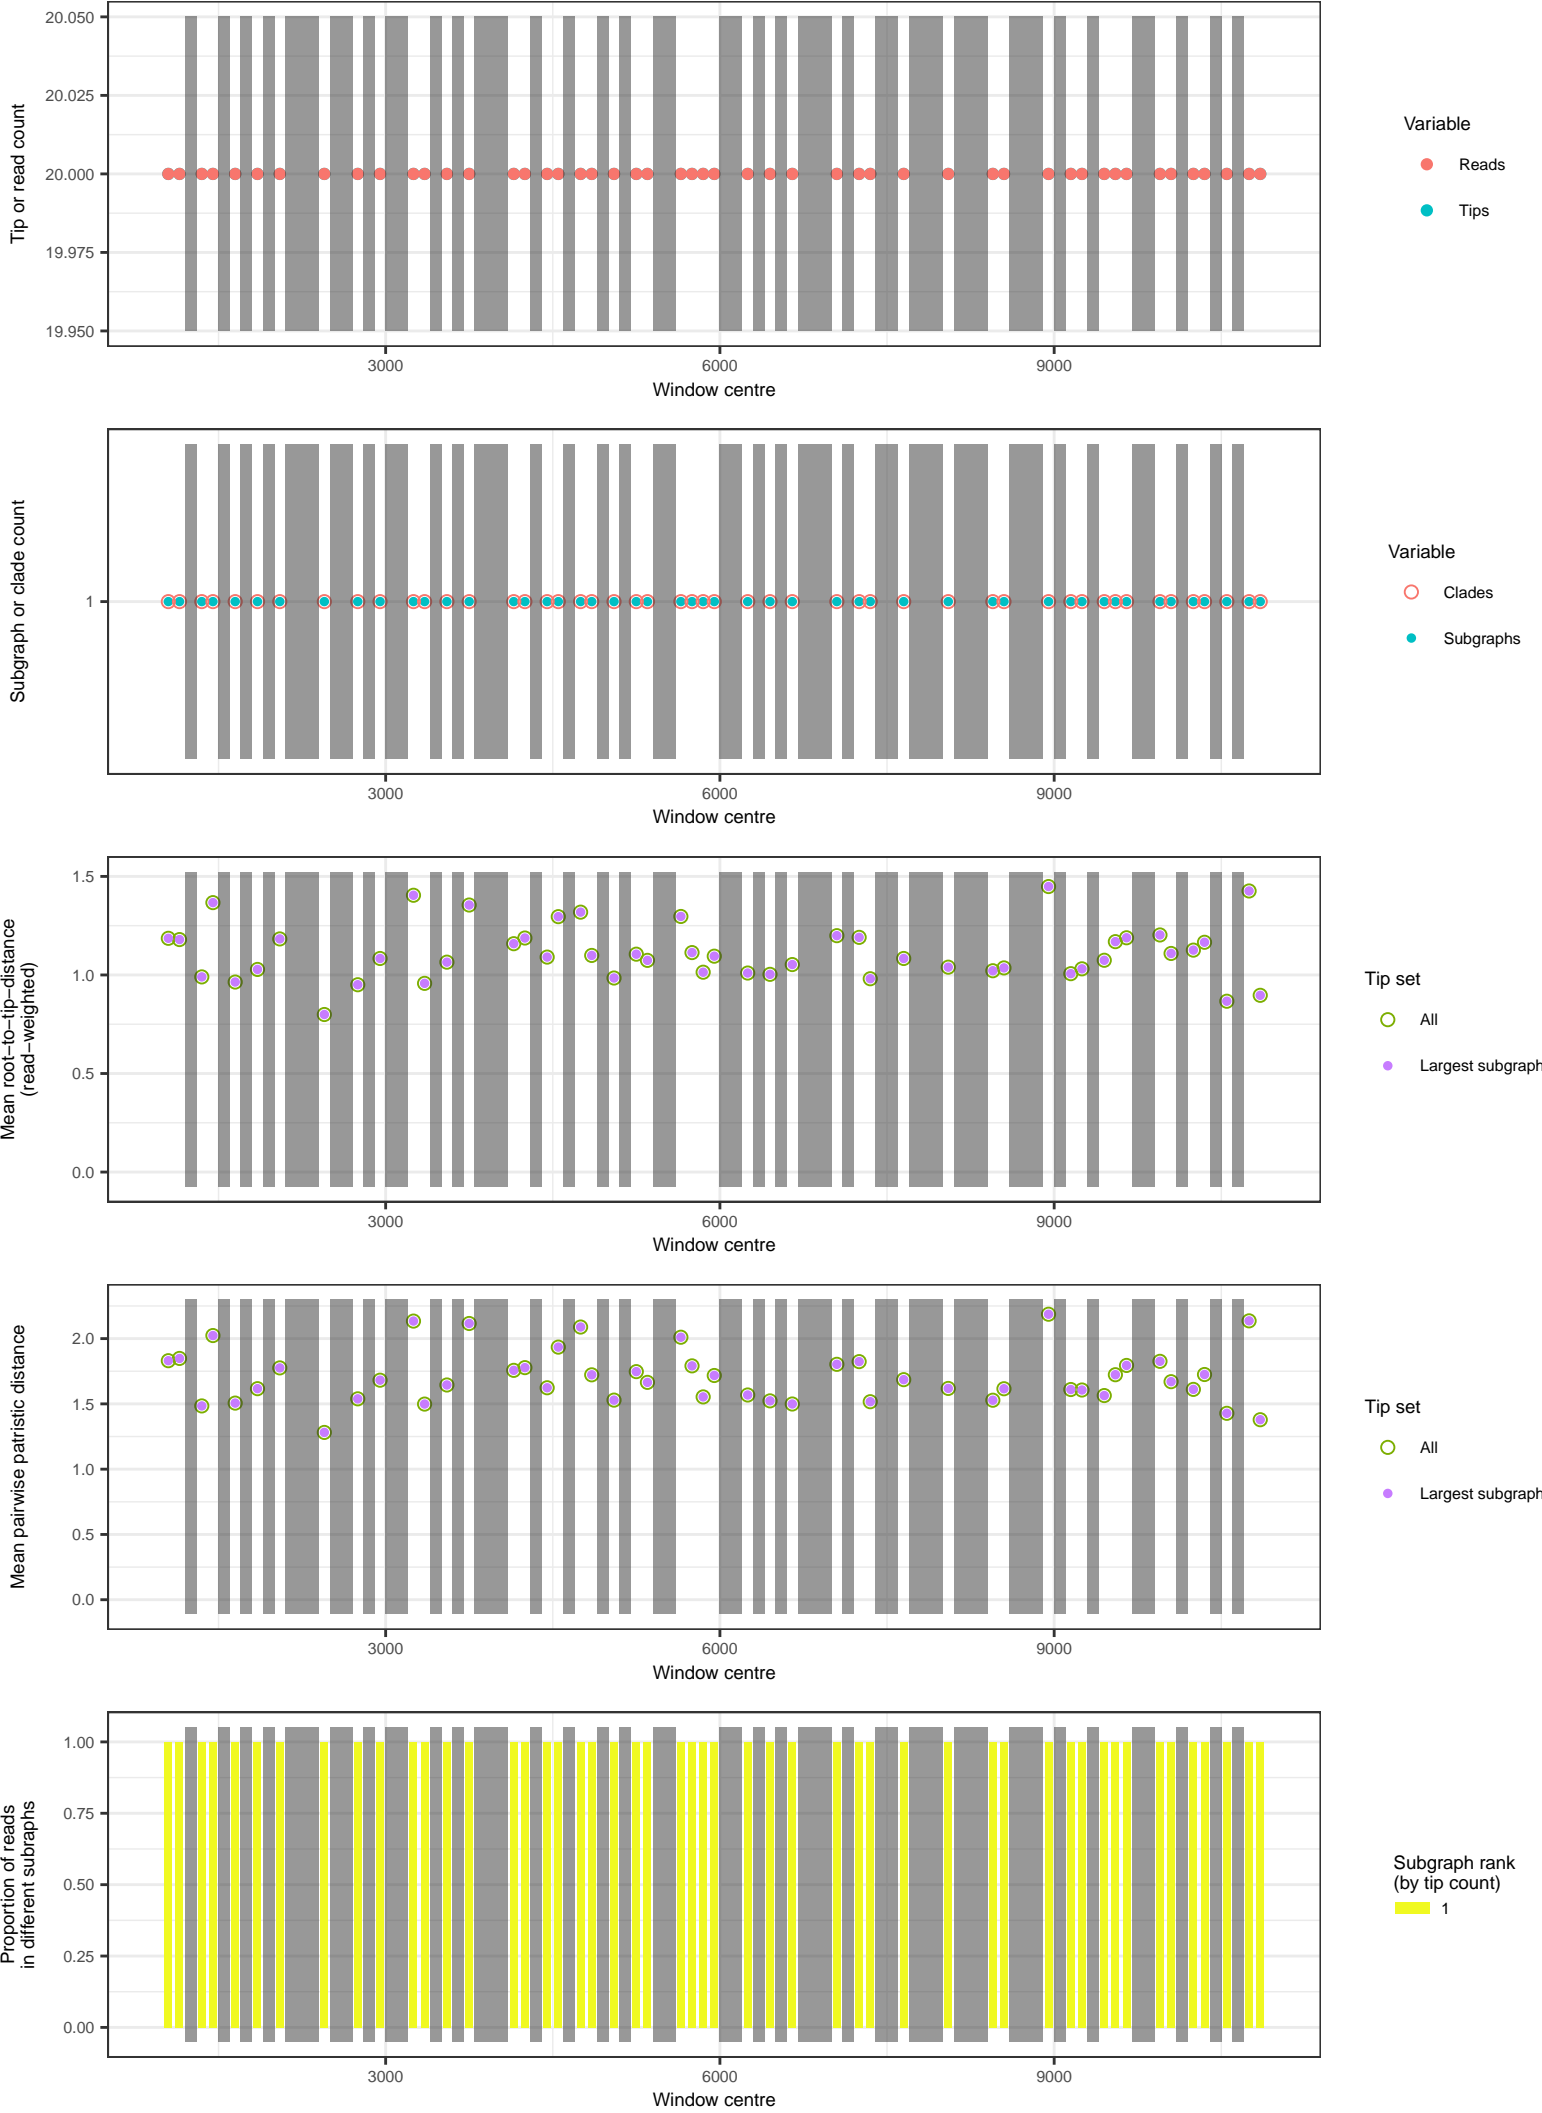 20.050
20.025
20.000
19.975
19.950
Tip or read count
3000
6000
9000
Window centre
Variable
Reads
Tips
1
Subgraph or clade count
3000
6000
9000
Window centre
Variable
Clades
Subgraphs
1.5
1.0
0.5
0.0
Mean root−to−tip−distance
(read−weighted)
3000
6000
9000
Window centre
Tip set
All
Largest subgraph
2.0
1.5
1.0
0.5
0.0
Mean pairwise patristic distance
3000
6000
9000
Window centre
Tip set
All
Largest subgraph
1.00
0.75
0.50
0.25
0.00
Proportion of reads
in different subraphs
3000
6000
9000
Window centre
Subgraph rank
(by tip count)
1